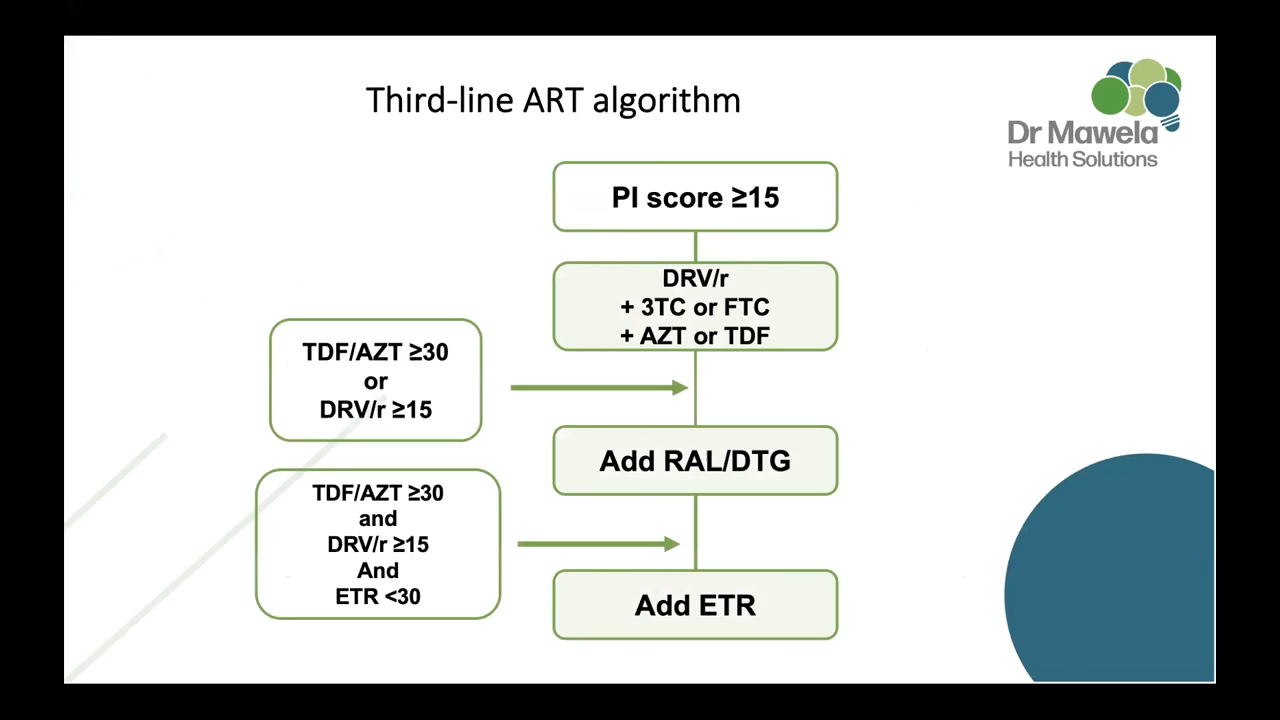 Third-line ART algorithm
Dr Mawela
Health Solutions
PI score ≥15
DRV/r
+ 3TC or FTC
+ AZT or TDF
TDF/AZT ≥30
or
DRV/r ≥15
Add RAL/DTG
TDF/AZT ≥30
and
DRV/r ≥15
And
ETR <30
Add ETR